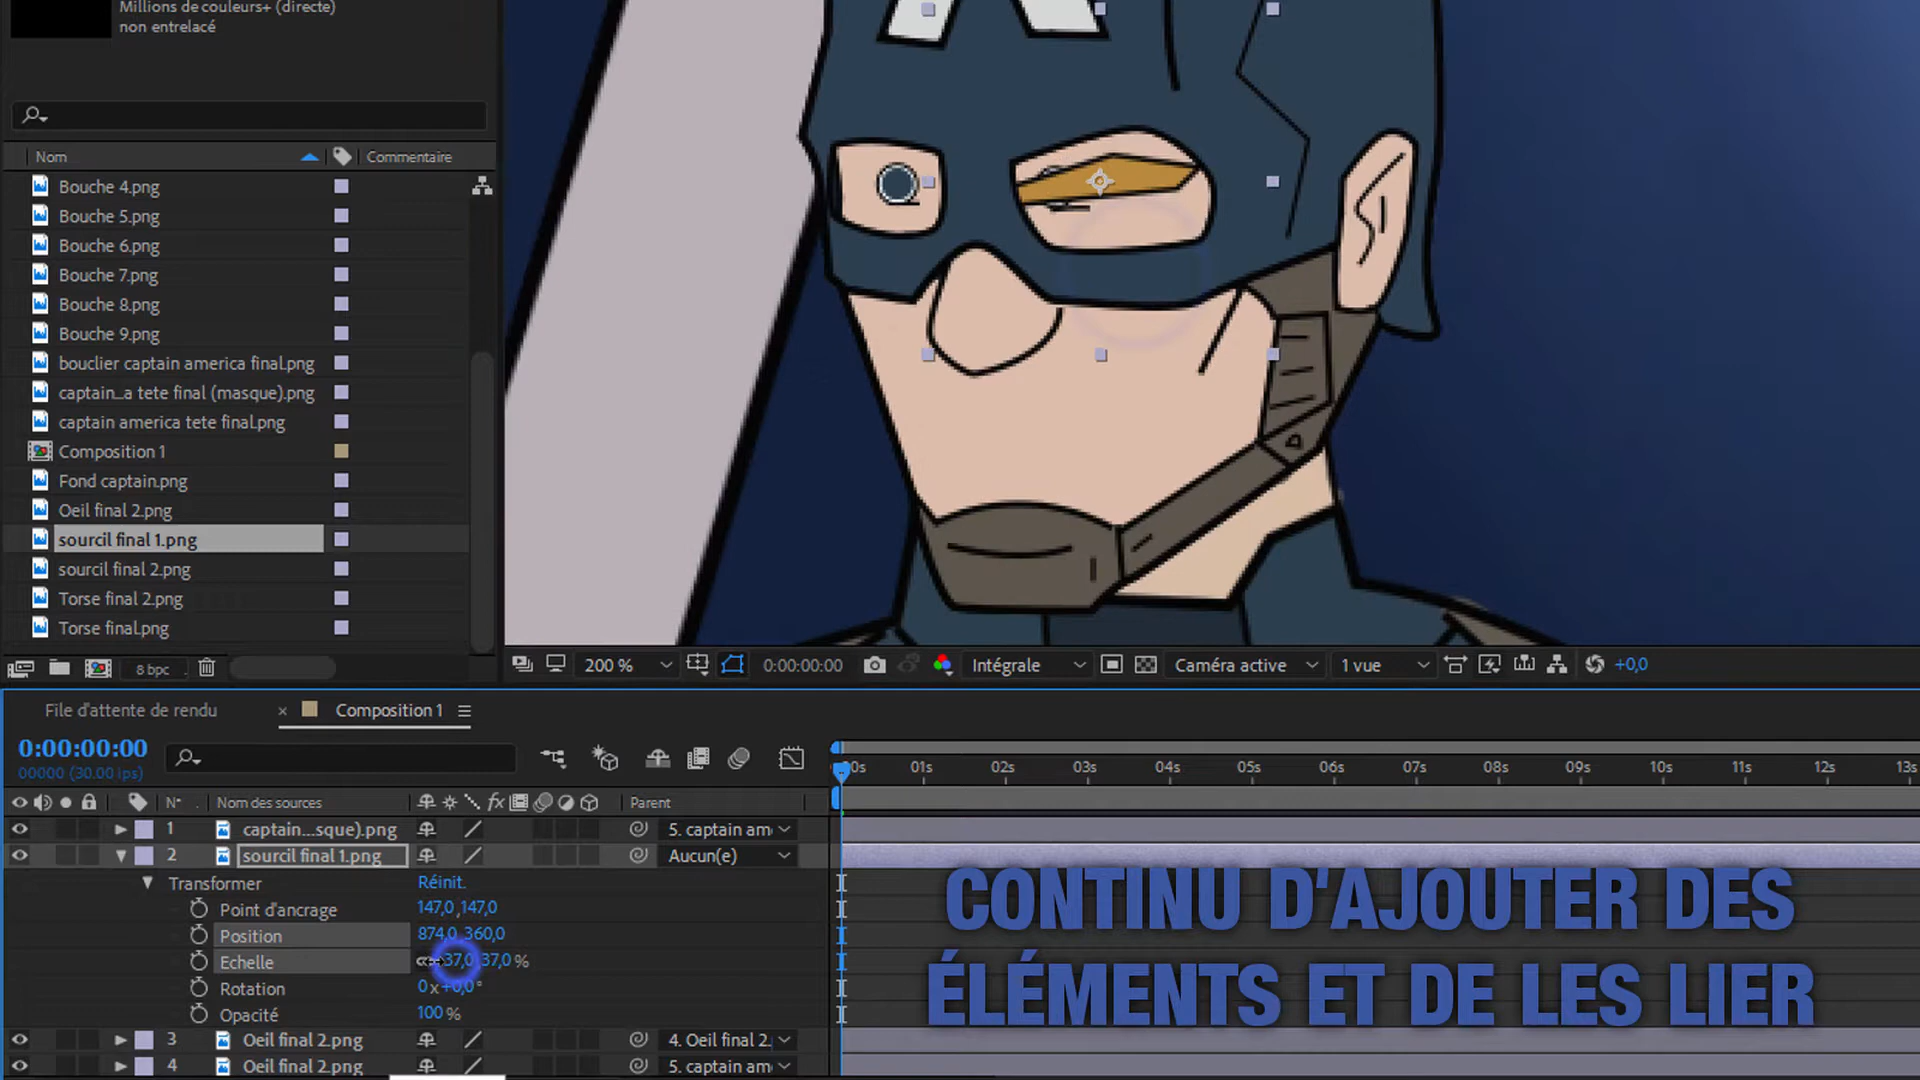 Millions de couleurs+ (directe)
non entrelacé
Nom
Commentaire
Bouche 4.png
Bouche 5.png
Bouche 6.png
Bouche 7.png
Bouche 8.png
Bouche 9.png
bouclier captain america final.png
captain...a tete final (masque).png
captain america tete final.png
Composition 1
Fond captain.png
Oeil final 2.png
sourcil final 1.png
sourcil final 2.png
Torse final 2.png
Torse final.png
8 bpc
200 %
0:00:00:00
Intégrale
Caméra active
1 vue
+0,0
File d'attente de rendu
× Composition 1
0:00:00:00
00000 (30.00 ips)
00s 01s 02s 03s 04s 05s 06s 07s 08s 09s 10s 11s 12s 13s
N° Nom des sources fx Parent
1 captain...sque).png 5. captain am
2 sourcil final 1.png Aucun(e)
Transformer Réinit.
Point d'ancrage 147,0 ,147,0
Position 874,0, 360,0
Echelle 37,0, 37,0 %
Rotation 0 x +0,0°
Opacité 100 %
3 Oeil final 2.png 4. Oeil final 2.
4 Oeil final 2.png 5. captain am
CONTINU D'AJOUTER DES
ÉLÉMENTS ET DE LES LIER